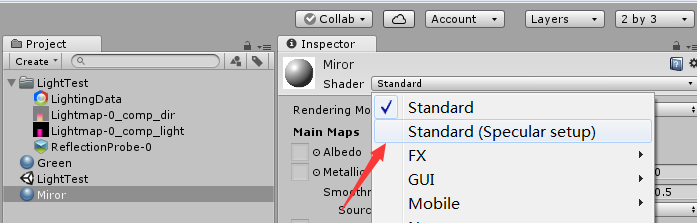 Collab Account Layers 2 by 3
Project
Create
LightTest
LightingData
Lightmap-0_comp_dir
Lightmap-0_comp_light
ReflectionProbe-0
Green
LightTest
Miror
Inspector
Miror
Shader Standard
Rendering Mo
Main Maps
Albedo
Metallic
Smooth
Source
0
0.5
Standard
Standard (Specular setup)
FX
GUI
Mobile